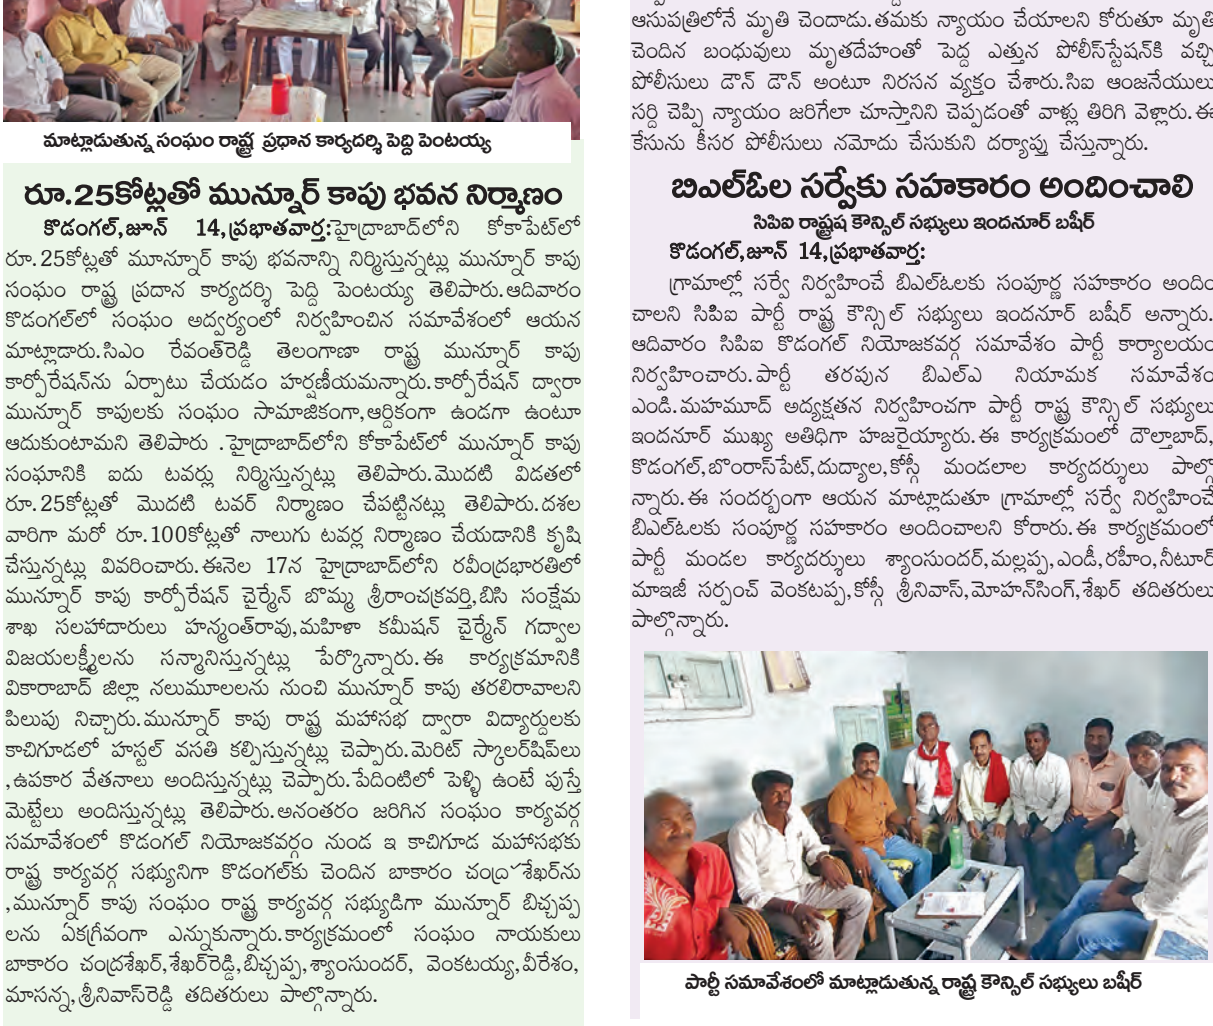 మాట్లాడుతున్న సంఘం రాష్ట్ర ప్రధాన కార్యదర్శి పెద్ది పెంటయ్య
రూ.25కోట్లతో మున్నూర్ కాపు భవన నిర్మాణం
కొడంగల్,జూన్ 14,ప్రభాతవార్త:హైద్రాబాద్‌లోని కోకాపేట్‌లో
రూ.25కోట్లతో మూన్నూర్ కాపు భవనాన్ని నిర్మిస్తున్నట్లు మున్నూర్ కాపు
సంఘం రాష్ట్ర ప్రదాన కార్యదర్శి పెద్ది పెంటయ్య తెలిపారు.ఆదివారం
కొడంగల్‌లో సంఘం అద్వర్యంలో నిర్వహించిన సమావేశంలో ఆయన
మాట్లాడారు.సిఎం రేవంత్‌రెడ్డి తెలంగాణా రాష్ట్ర మున్నూర్ కాపు
కార్పోరేషన్‌ను ఏర్పాటు చేయడం హర్షణీయమన్నారు.కార్పోరేషన్ ద్వారా
మున్నూర్ కాపులకు సంఘం సామాజికంగా,ఆర్దికంగా ఉండగా ఉంటూ
ఆదుకుంటామని తెలిపారు .హైద్రాబాద్‌లోని కోకాపేట్‌లో మున్నూర్ కాపు
సంఘానికి ఐదు టవర్లు నిర్మిస్తున్నట్లు తెలిపారు.మొదటి విడతలో
రూ.25కోట్లతో మొదటి టవర్ నిర్మాణం చేపట్టినట్లు తెలిపారు.దశల
వారిగా మరో రూ.100కోట్లతో నాలుగు టవర్ల నిర్మాణం చేయడానికి కృషి
చేస్తున్నట్లు వివరించారు.ఈనెల 17న హైద్రాబాద్‌లోని రవీంద్రభారతిలో
మున్నూర్ కాపు కార్పోరేషన్ చైర్మేన్ బొమ్మ శ్రీరాంచక్రవర్తి,బిసి సంక్షేమ
శాఖ సలహాదారులు హన్మంత్‌రావు,మహిళా కమీషన్ చైర్మేన్ గద్వాల
విజయలక్ష్మీలను సన్మానిస్తున్నట్లు పేర్కొన్నారు.ఈ కార్యక్రమానికి
వికారాబాద్ జిల్లా నలుమూలలను నుంచి మున్నూర్ కాపు తరలిరావాలని
పిలుపు నిచ్చారు.మున్నూర్ కాపు రాష్ట్ర మహాసభ ద్వారా విద్యార్దులకు
కాచిగూడలో హస్టల్ వసతి కల్పిస్తున్నట్లు చెప్పారు.మెరిట్ స్కాలర్‌షిప్‌లు
,ఉపకార వేతనాలు అందిస్తున్నట్లు చెప్పారు.పేదింటిలో పెళ్ళి ఉంటే పుస్తే
మెట్టేలు అందిస్తున్నట్లు తెలిపారు.అనంతరం జరిగిన సంఘం కార్యవర్గ
సమావేశంలో కొడంగల్ నియోజకవర్గం నుండ ఇ కాచిగూడ మహాసభకు
రాష్ట్ర కార్యవర్గ సభ్యునిగా కొడంగల్‌కు చెందిన బాకారం చంద్రశేఖర్‌ను
,మున్నూర్ కాపు సంఘం రాష్ట్ర కార్యవర్గ సభ్యుడిగా మున్నూర్ బిచ్చప్ప
లను ఏకగ్రీవంగా ఎన్నుకున్నారు.కార్యక్రమంలో సంఘం నాయకులు
బాకారం చంద్రశేఖర్,శేఖర్‌రెడ్డి,బిచ్చప్ప,శ్యాంసుందర్, వెంకటయ్య,వీరేశం,
మాసన్న,శ్రీనివాస్‌రెడ్డి తదితరులు పాల్గొన్నారు.
ఆసుపత్రిలోనే మృతి చెందాడు.తమకు న్యాయం చేయాలని కోరుతూ మృతి
చెందిన బంధువులు మృతదేహంతో పెద్ద ఎత్తున పోలీస్‌స్టేషన్‌కి వచ్చి
పోలీసులు డౌన్ డౌన్ అంటూ నిరసన వ్యక్తం చేశారు.సిఐ ఆంజనేయులు
సర్ది చెప్పి న్యాయం జరిగేలా చూస్తానిని చెప్పడంతో వాళ్లు తిరిగి వెళ్లారు.ఈ
కేసును కీసర పోలీసులు నమోదు చేసుకుని దర్యాప్తు చేస్తున్నారు.
బిఎల్‌ఓల సర్వేకు సహకారం అందించాలి
సిపిఐ రాష్ట్రష కౌన్సిల్ సభ్యులు ఇందనూర్ బషీర్
కొడంగల్,జూన్ 14,ప్రభాతవార్త:
గ్రామాల్లో సర్వే నిర్వహించే బిఎల్‌ఓలకు సంపూర్ణ సహకారం అందిం
చాలని సిపిఐ పార్టీ రాష్ట్ర కౌన్సిల్ సభ్యులు ఇందనూర్ బషీర్ అన్నారు.
ఆదివారం సిపిఐ కొడంగల్ నియోజకవర్గ సమావేశం పార్టీ కార్యాలయం
నిర్వహించారు.పార్టీ తరపున బిఎల్ఎ నియామక సమావేశం
ఎండి.మహమూద్ అధ్యక్షతన నిర్వహించగా పార్టీ రాష్ట్ర కౌన్సిల్ సభ్యులు
ఇందనూర్ ముఖ్య అతిధిగా హజరైయ్యారు.ఈ కార్యక్రమంలో దౌల్తాబాద్,
కొడంగల్,బొంరాస్‌పేట్,దుద్యాల,కోస్గీ మండలాల కార్యదర్శులు పాల్గొ
న్నారు.ఈ సందర్బంగా ఆయన మాట్లాడుతూ గ్రామాల్లో సర్వే నిర్వహించే
బిఎల్‌ఓలకు సంపూర్ణ సహకారం అందించాలని కోరారు.ఈ కార్యక్రమంలో
పార్టీ మండల కార్యదర్శులు శ్యాంసుందర్,మల్లప్ప,ఎండీ,రహీం,నీటూర్
మాఇజీ సర్పంచ్ వెంకటప్ప,కోస్గీ శ్రీనివాస్,మోహన్‌సింగ్,శేఖర్ తదితరులు
పాల్గొన్నారు.
పార్టీ సమావేశంలో మాట్లాడుతున్న రాష్ట్ర కౌన్సిల్ సభ్యులు బషీర్